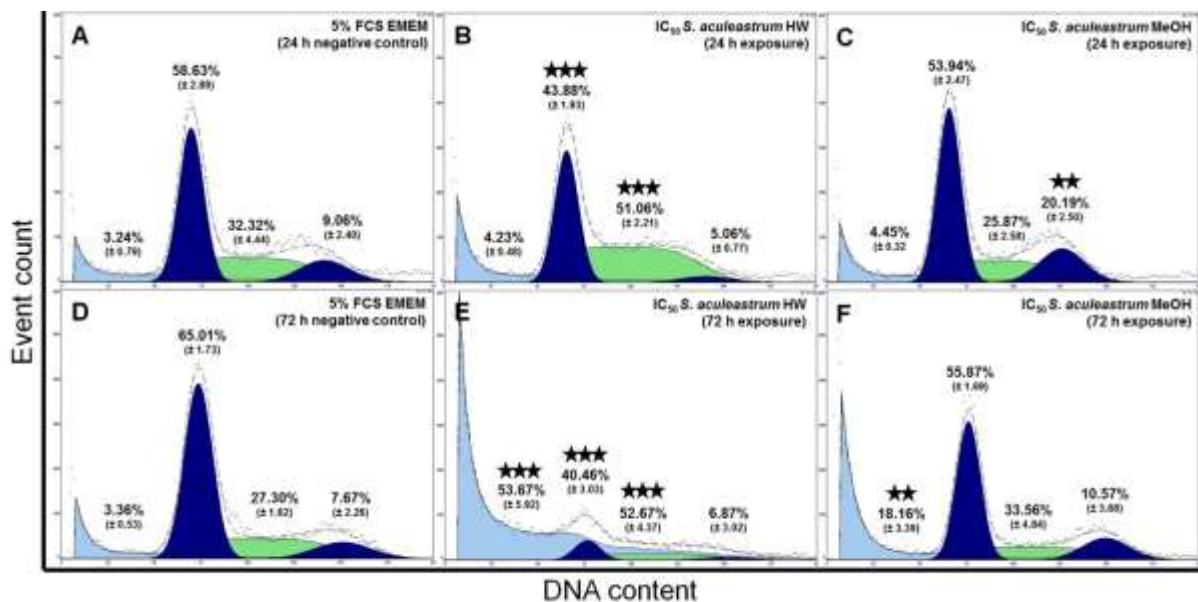 A
5% FCS EMEM
(24 h negative control)
58.63%
(± 2.89)
3.24%
(± 0.79)
32.32%
(± 4.44)
9.06%
(± 2.40)
B
IC50 S. aculeastrum HW
(24 h exposure)
★★★
43.88%
(± 1.93)
★★★
51.06%
(± 2.21)
4.23%
(± 0.48)
5.06%
(± 0.77)
C
IC50 S. aculeastrum MeOH
(24 h exposure)
53.94%
(± 2.47)
★★
20.19%
(± 2.50)
4.45%
(± 0.32
25.87%
(± 2.58)
D
5% FCS EMEM
(72 h negative control)
65.01%
(± 1.73)
3.36%
(± 0.53)
27.30%
(± 1.62)
7.67%
(± 2.26)
E
IC50 S. aculeastrum HW
(72 h exposure)
★★★
53.67%
(± 5.92)
★★★
40.46%
(± 3.03)
★★★
52.67%
(± 4.37)
6.87%
(± 3.02)
F
IC50 S. aculeastrum MeOH
(72 h exposure)
55.87%
(± 1.69)
★★
18.16%
(± 3.39)
33.56%
(± 4.84)
10.57%
(± 3.88)
Event count
DNA content